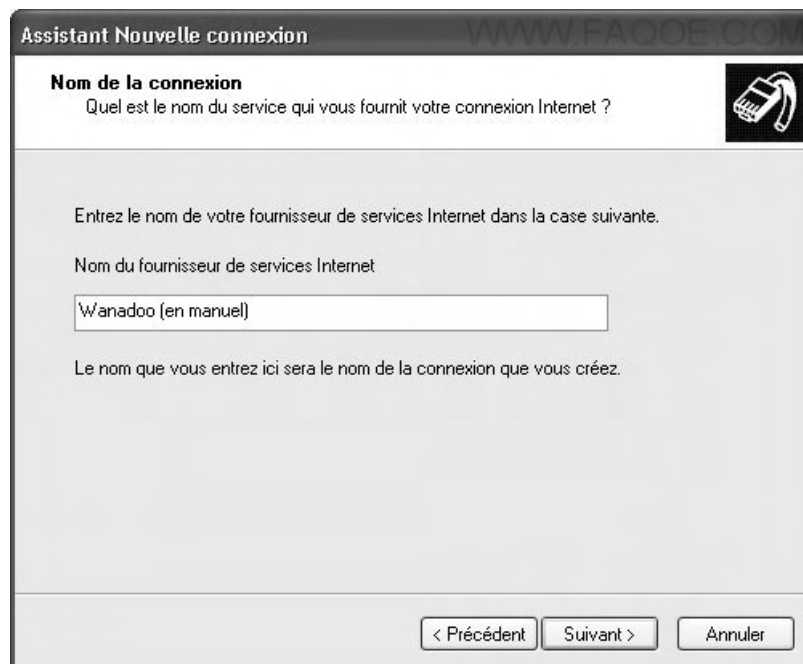 Assistant Nouvelle connexion
WWW.FAQOE.COM
Nom de la connexion
Quel est le nom du service qui vous fournit votre connexion Internet ?
Entrez le nom de votre fournisseur de services Internet dans la case suivante.
Nom du fournisseur de services Internet
Wanadoo (en manuel)
Le nom que vous entrez ici sera le nom de la connexion que vous créez.
< Précédent
Suivant >
Annuler